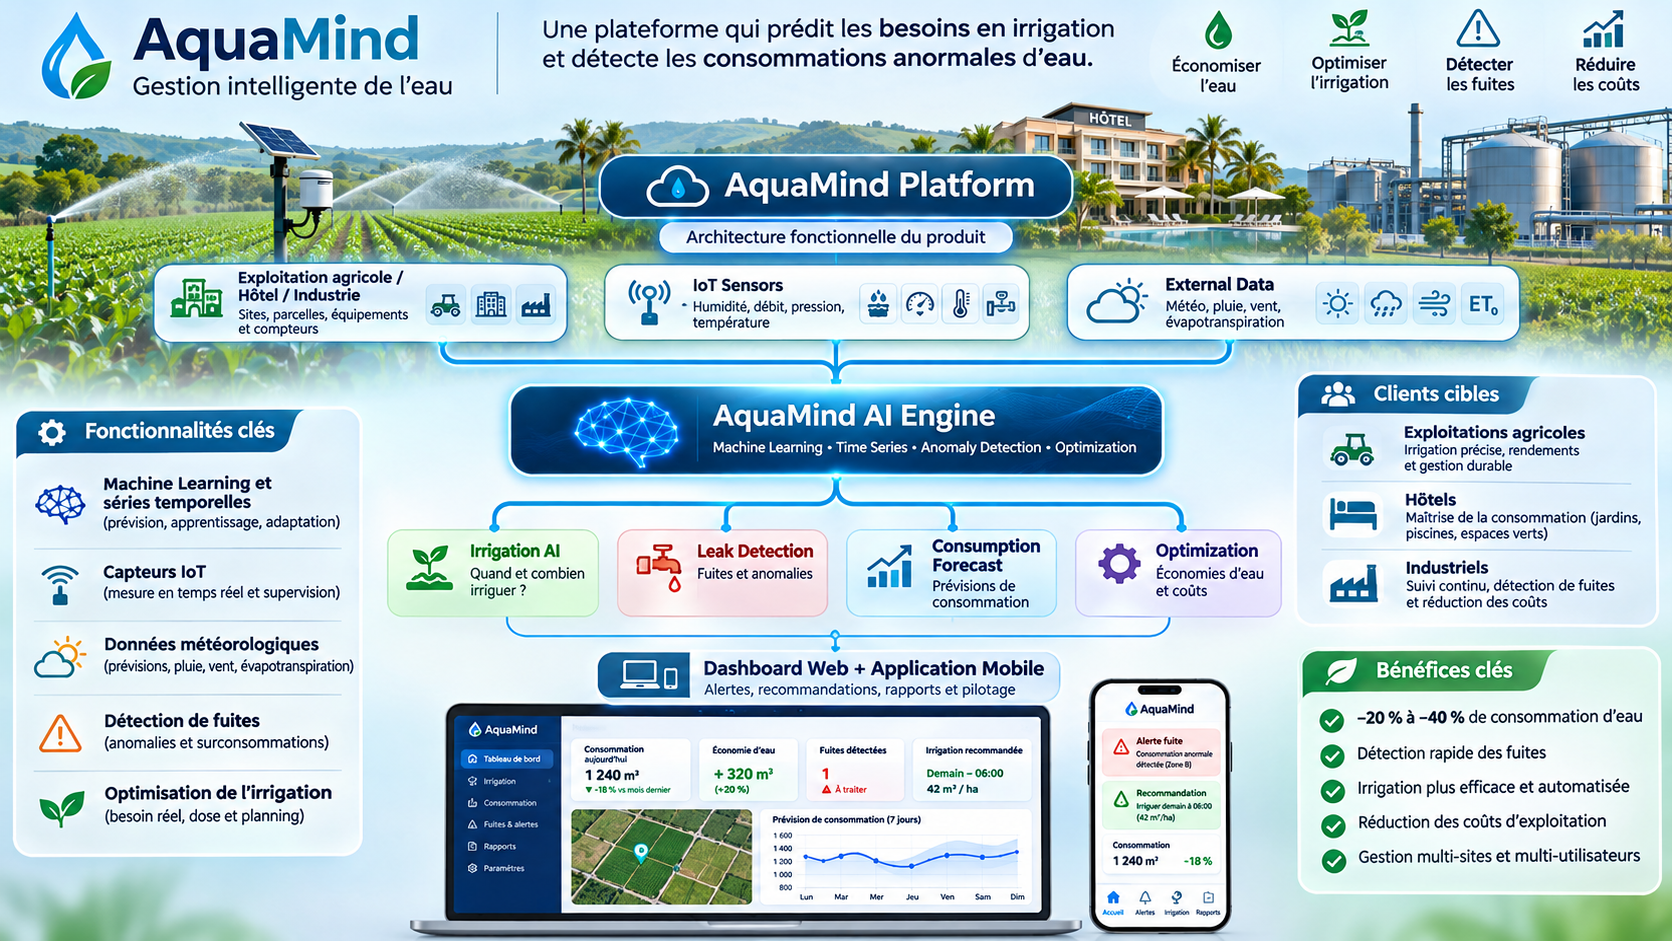 AquaMind
Gestion intelligente de l'eau
Une plateforme qui prédit les besoins en irrigation
et détecte les consommations anormales d'eau.
Économiser
l'eau
Optimiser
l'irrigation
Détecter
les fuites
Réduire
les coûts
HÔTEL
AquaMind Platform
Architecture fonctionnelle du produit
Exploitation agricole /
Hôtel / Industrie
Sites, parcelles, équipements
et compteurs
IoT Sensors
Humidité, débit, pression,
température
External Data
Météo, pluie, vent,
évapotranspiration
ET₀
AquaMind AI Engine
Machine Learning • Time Series • Anomaly Detection • Optimization
Fonctionnalités clés
Machine Learning et
séries temporelles
(prévision, apprentissage, adaptation)
Capteurs IoT
(mesure en temps réel et supervision)
Données météorologiques
(prévisions, pluie, vent, évapotranspiration)
Détection de fuites
(anomalies et surconsommations)
Optimisation de l'irrigation
(besoin réel, dose et planning)
Irrigation AI
Quand et combien
irriguer ?
Leak Detection
Fuites et anomalies
Consumption
Forecast
Prévisions de
consommation
Optimization
Économies d'eau
et coûts
Clients cibles
Exploitations agricoles
Irrigation précise, rendements
et gestion durable
Hôtels
Maîtrise de la consommation (jardins,
piscines, espaces verts)
Industriels
Suivi continu, détection de fuites
et réduction des coûts
Bénéfices clés
–20 % à –40 % de consommation d'eau
Détection rapide des fuites
Irrigation plus efficace et automatisée
Réduction des coûts d'exploitation
Gestion multi-sites et multi-utilisateurs
Dashboard Web + Application Mobile
Alertes, recommandations, rapports et pilotage
AquaMind
Tableau de bord
Irrigation
Consommation
Fuites & alertes
Rapports
Paramètres
Consommation
aujourd'hui
1 240 m³
▼ -18 % vs mois dernier
Économie d'eau
+ 320 m³
(+20 %)
Fuites détectées
1
À traiter
Irrigation recommandée
Demain – 06:00
42 m³ / ha
Prévision de consommation (7 jours)
1 600
1 400
1 200
1 000
800
Lun Mar Mer Jeu Ven Sam Dim
AquaMind
Alerte fuite
Consommation anormale
détectée (Zone B)
Recommandation
Irriguer demain à 06:00
(42 m³/ha)
Consommation
1 240 m³ -18 %
Accueil Alertes Irrigation Rapports